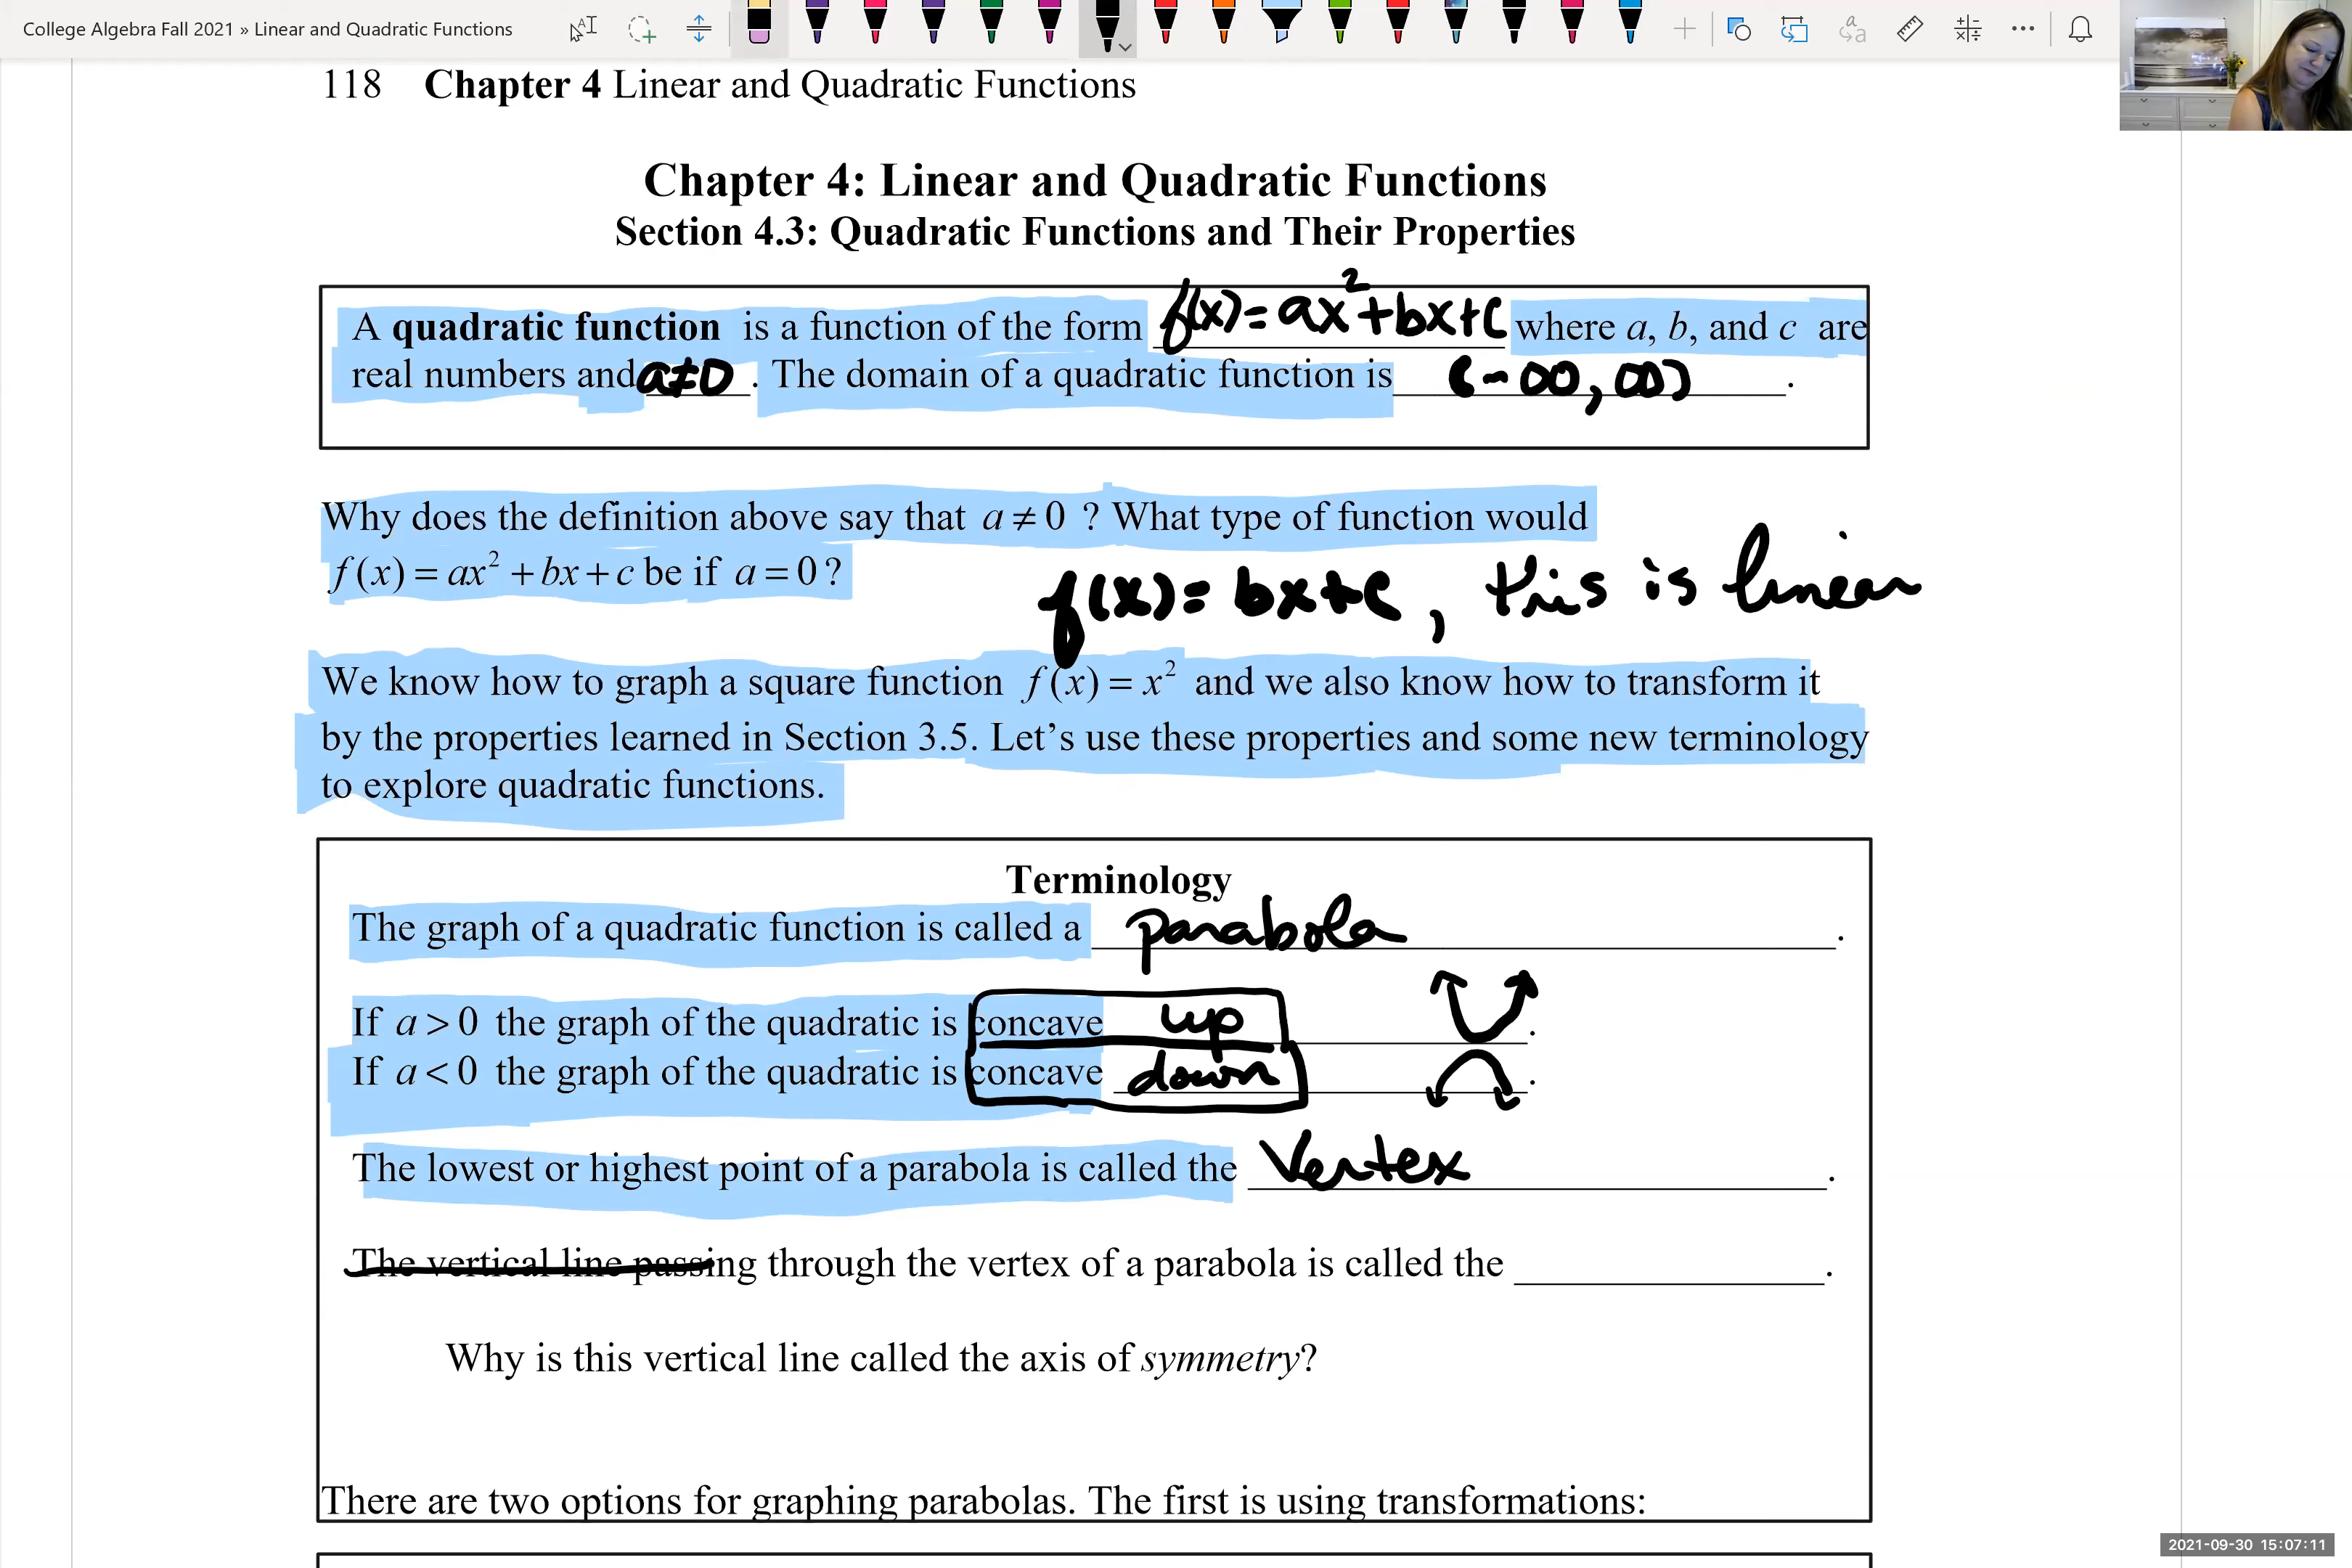 College Algebra Fall 2021 » Linear and Quadratic Functions
118 Chapter 4 Linear and Quadratic Functions
Chapter 4: Linear and Quadratic Functions
Section 4.3: Quadratic Functions and Their Properties
A quadratic function is a function of the form f(x)=ax²+bx+c where a, b, and c are
real numbers and a≠0. The domain of a quadratic function is (-∞,∞).
Why does the definition above say that a ≠ 0 ? What type of function would
f(x) = ax² + bx + c be if a = 0 ?
f(x)=bx+c, this is linear
We know how to graph a square function f(x) = x² and we also know how to transform it
by the properties learned in Section 3.5. Let's use these properties and some new terminology
to explore quadratic functions.
Terminology
The graph of a quadratic function is called a parabola.
If a > 0 the graph of the quadratic is concave up.
If a < 0 the graph of the quadratic is concave down.
The lowest or highest point of a parabola is called the Vertex.
The vertical line passing through the vertex of a parabola is called the ____________.
Why is this vertical line called the axis of symmetry?
There are two options for graphing parabolas. The first is using transformations:
2021-09-30 15:07:11